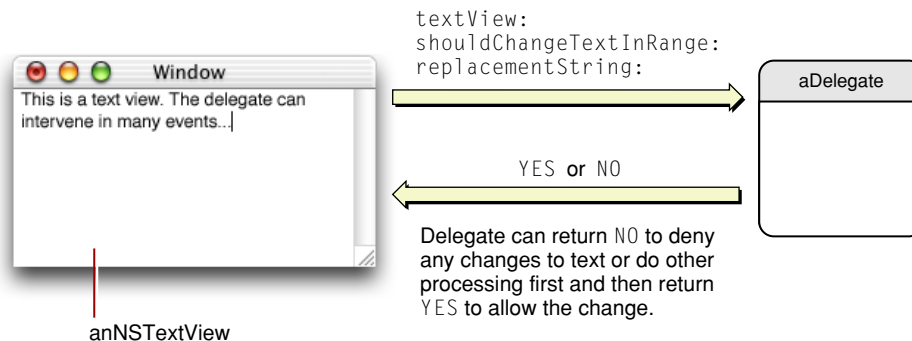 textView:
shouldChangeTextInRange:
replacementString:
Window
This is a text view. The delegate can
intervene in many events...
aDelegate
YES or NO
Delegate can return NO to deny
any changes to text or do other
processing first and then return
YES to allow the change.
anNSTextView